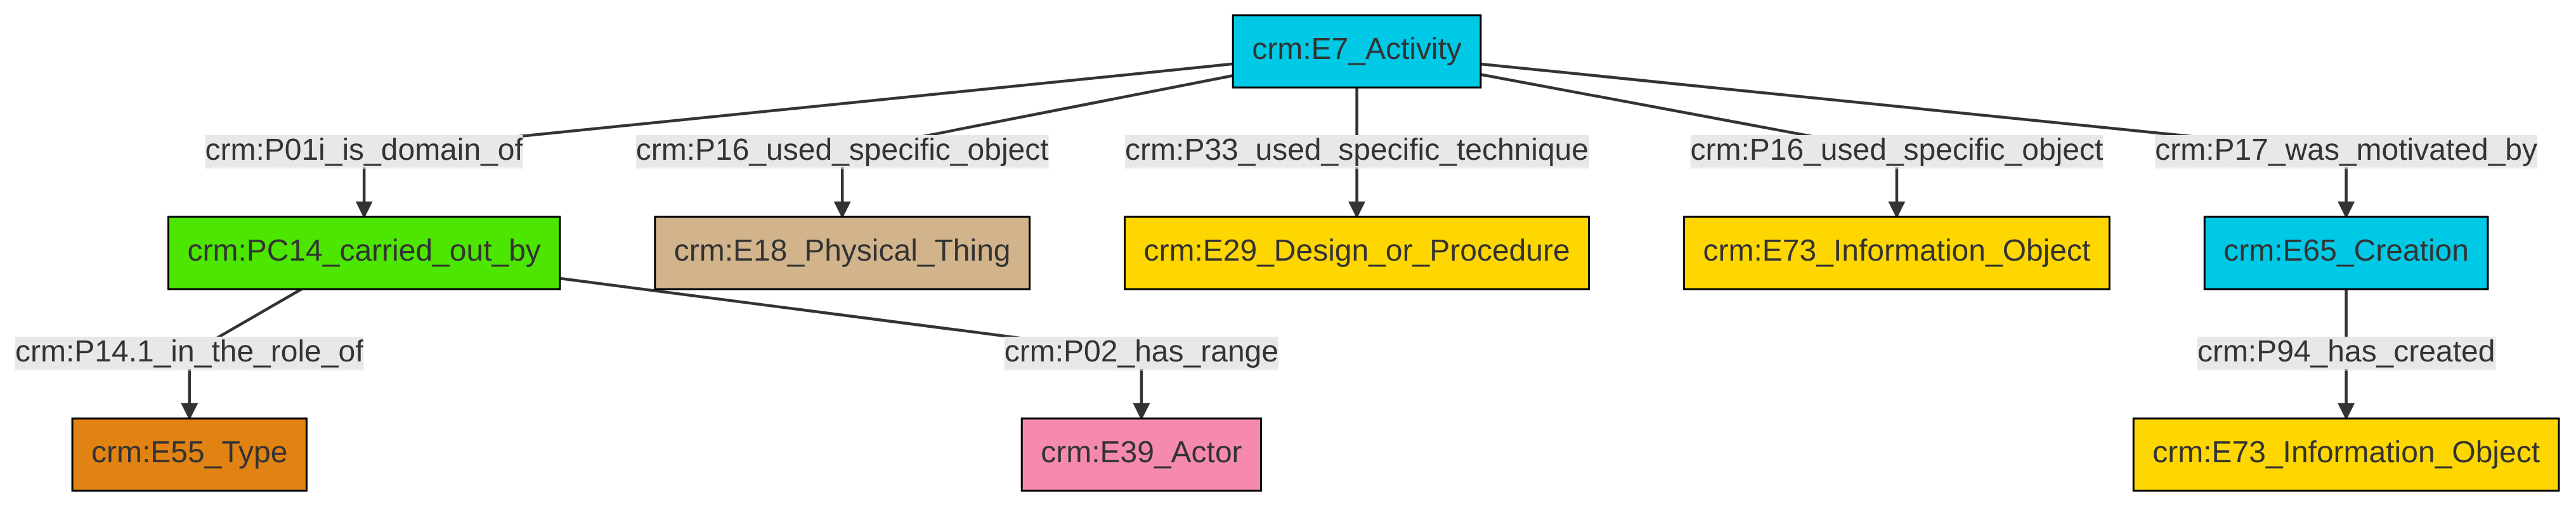 crm:E7_Activity
crm:P01i_is_domain_of
crm:P16_used_specific_object
crm:P33_used_specific_technique
crm:P16_used_specific_object
crm:P17_was_motivated_by
crm:PC14_carried_out_by
crm:E18_Physical_Thing
crm:E29_Design_or_Procedure
crm:E73_Information_Object
crm:E65_Creation
crm:P14.1_in_the_role_of
crm:P02_has_range
crm:P94_has_created
crm:E55_Type
crm:E39_Actor
crm:E73_Information_Object